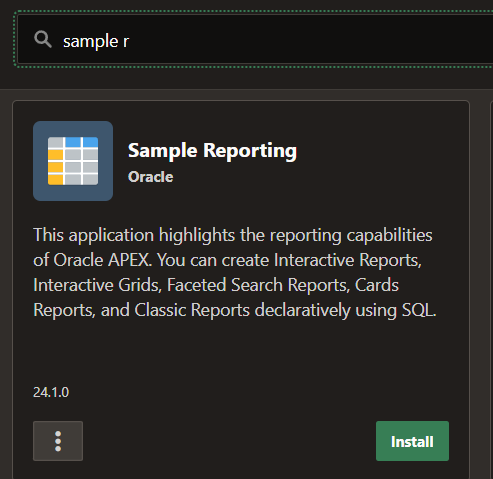 sample r
Sample Reporting
Oracle
This application highlights the reporting capabilities
of Oracle APEX. You can create Interactive Reports,
Interactive Grids, Faceted Search Reports, Cards
Reports, and Classic Reports declaratively using SQL.
24.1.0
Install